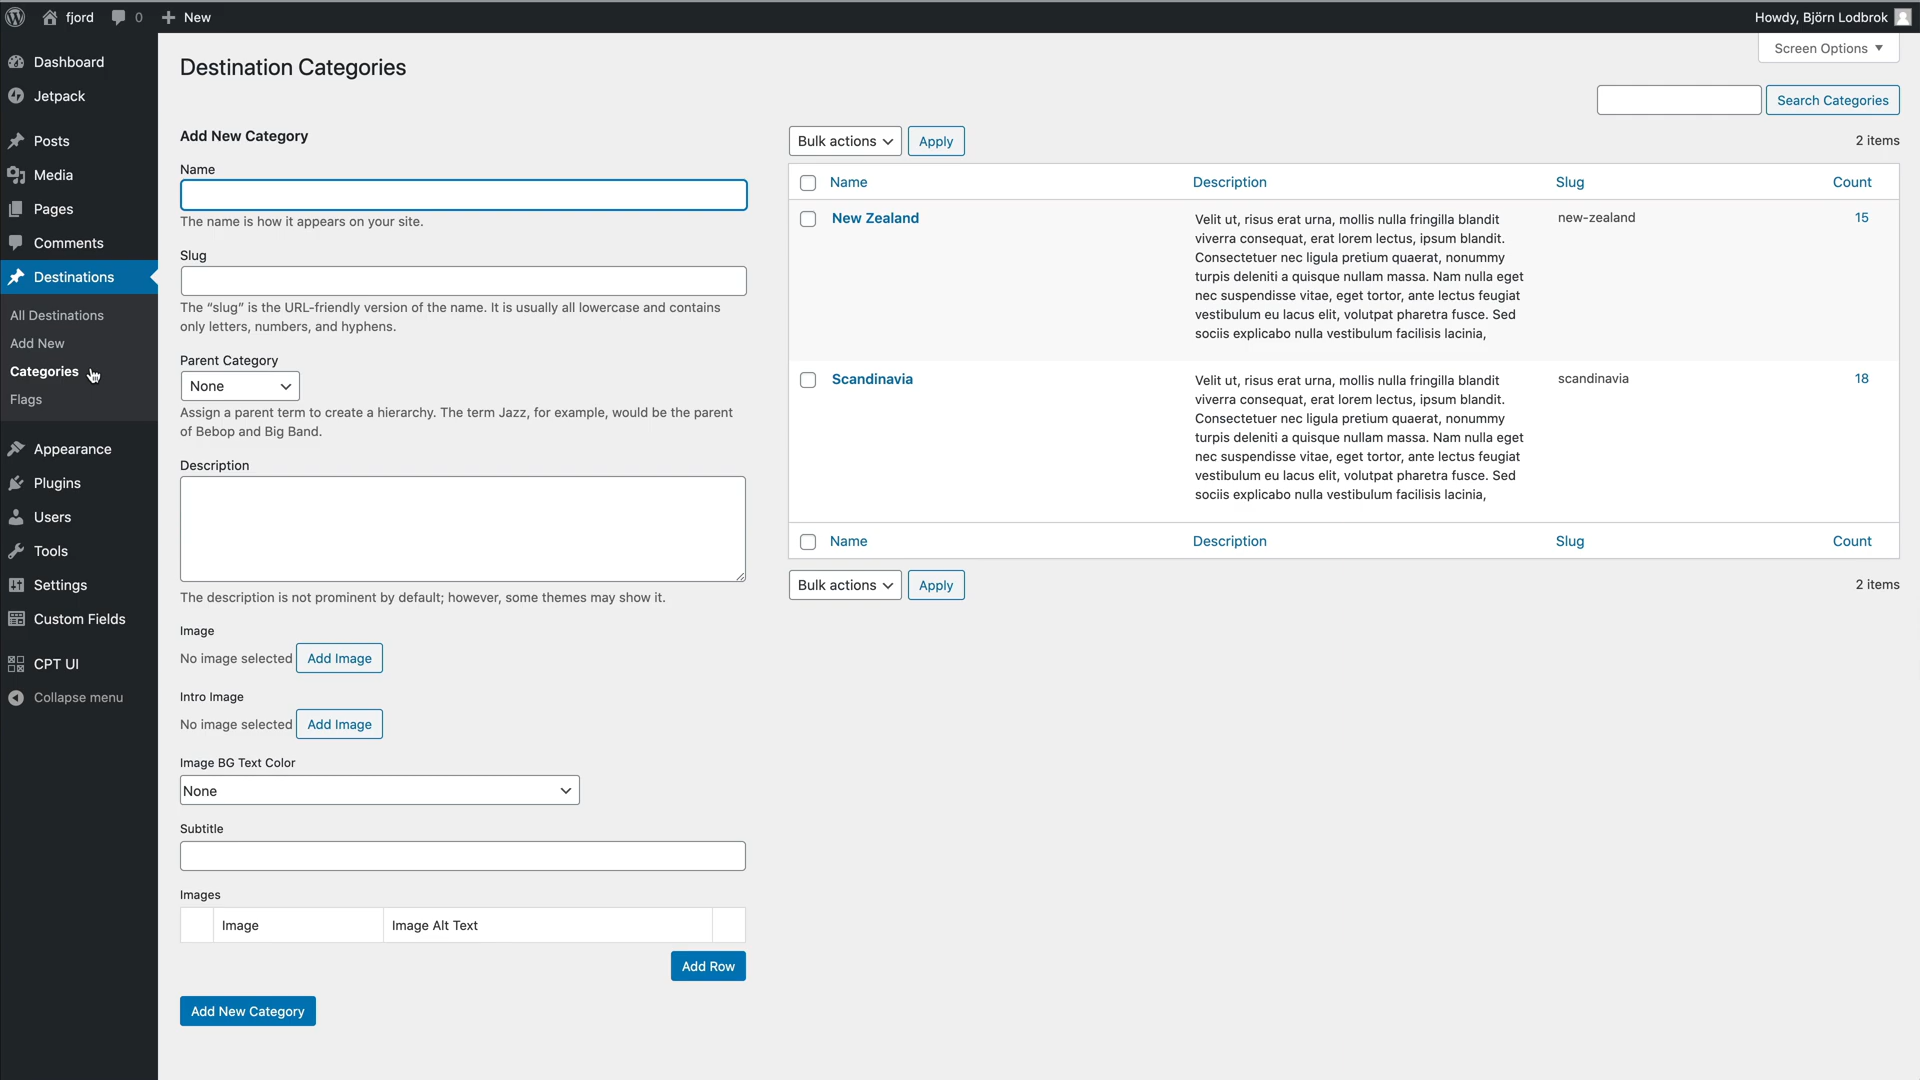 fjord
0
New
Howdy, Björn Lodbrok
Dashboard
Jetpack
Posts
Media
Pages
Comments
Destinations
All Destinations
Add New
Categories
Flags
Appearance
Plugins
Users
Tools
Settings
Custom Fields
CPT UI
Collapse menu
Screen Options
Destination Categories
Search Categories
Add New Category
Name
The name is how it appears on your site.
Slug
The “slug” is the URL-friendly version of the name. It is usually all lowercase and contains
only letters, numbers, and hyphens.
Parent Category
None
Assign a parent term to create a hierarchy. The term Jazz, for example, would be the parent
of Bebop and Big Band.
Description
The description is not prominent by default; however, some themes may show it.
Image
No image selected Add Image
Intro Image
No image selected Add Image
Image BG Text Color
None
Subtitle
Images
Image Image Alt Text
Add Row
Add New Category
Bulk actions Apply 2 items
Name Description Slug Count
New Zealand
Velit ut, risus erat urna, mollis nulla fringilla blandit
viverra consequat, erat lorem lectus, ipsum blandit.
Consectetuer nec ligula pretium quaerat, nonummy
turpis deleniti a quisque nullam massa. Nam nulla eget
nec suspendisse vitae, eget tortor, ante lectus feugiat
vestibulum eu lacus elit, volutpat pharetra fusce. Sed
sociis explicabo nulla vestibulum facilisis lacinia,
new-zealand
15
Scandinavia
Velit ut, risus erat urna, mollis nulla fringilla blandit
viverra consequat, erat lorem lectus, ipsum blandit.
Consectetuer nec ligula pretium quaerat, nonummy
turpis deleniti a quisque nullam massa. Nam nulla eget
nec suspendisse vitae, eget tortor, ante lectus feugiat
vestibulum eu lacus elit, volutpat pharetra fusce. Sed
sociis explicabo nulla vestibulum facilisis lacinia,
scandinavia
18
Name Description Slug Count
Bulk actions Apply 2 items